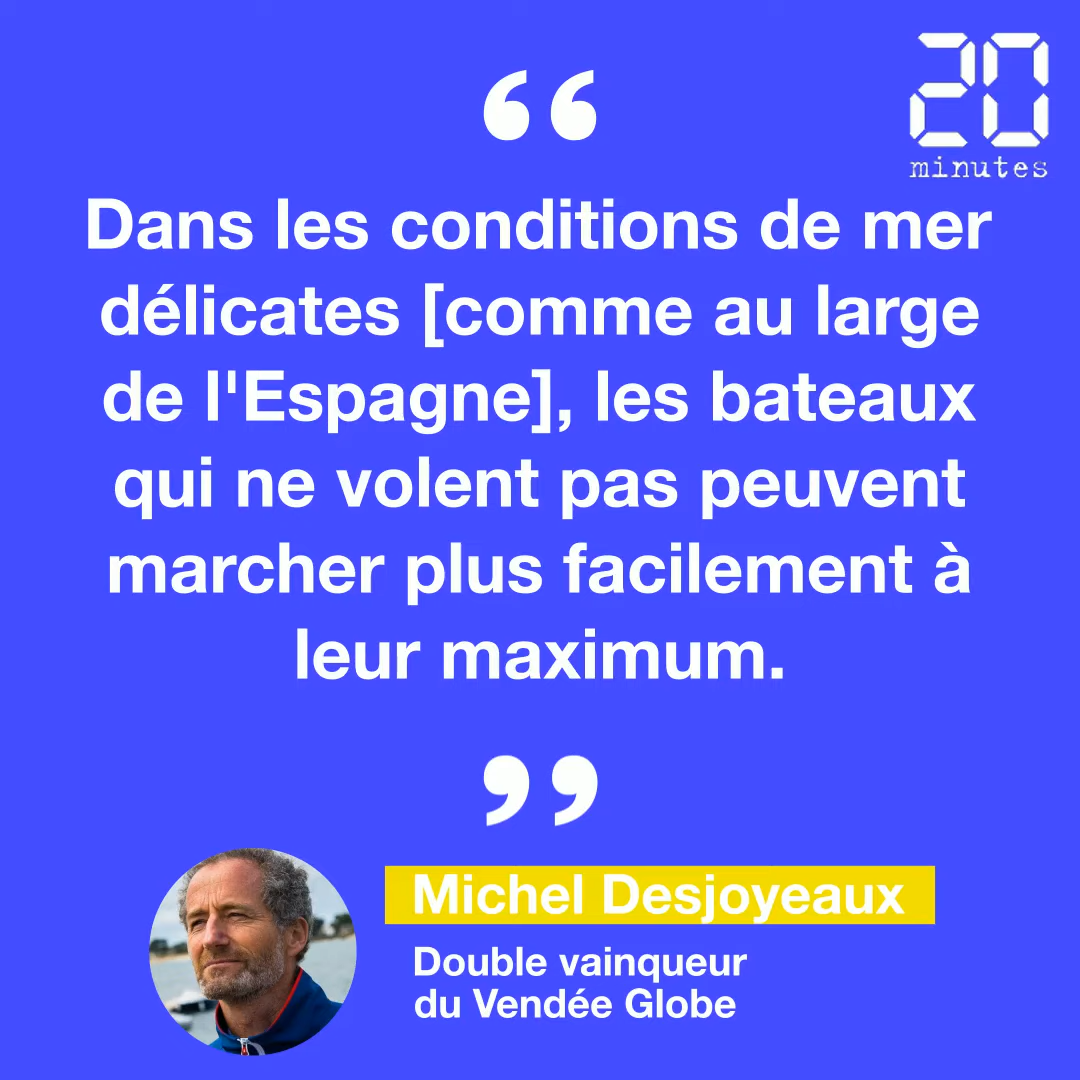 20
minutes
“
Dans les conditions de mer
délicates [comme au large
de l'Espagne], les bateaux
qui ne volent pas peuvent
marcher plus facilement à
leur maximum.
”
Michel Desjoyeaux
Double vainqueur
du Vendée Globe